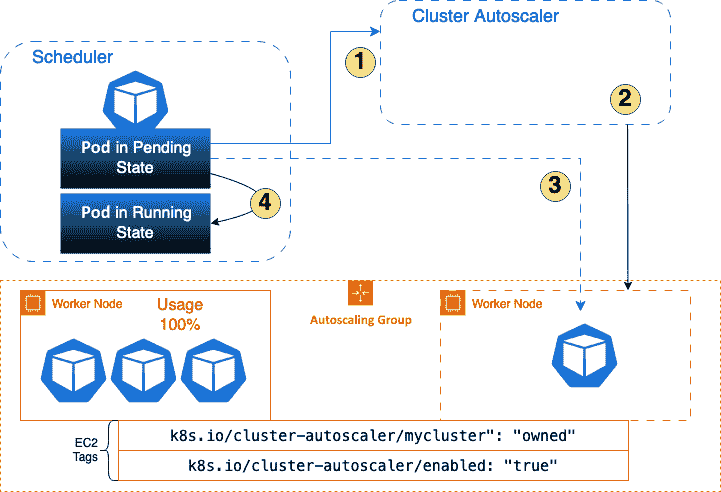 Cluster Autoscaler
Scheduler
1
2
Pod in Pending
State
3
4
Pod in Running
State
Worker Node
Usage
100%
Autoscaling Group
Worker Node
EC2
Tags
k8s.io/cluster-autoscaler/mycluster": "owned"
k8s.io/cluster-autoscaler/enabled: "true"